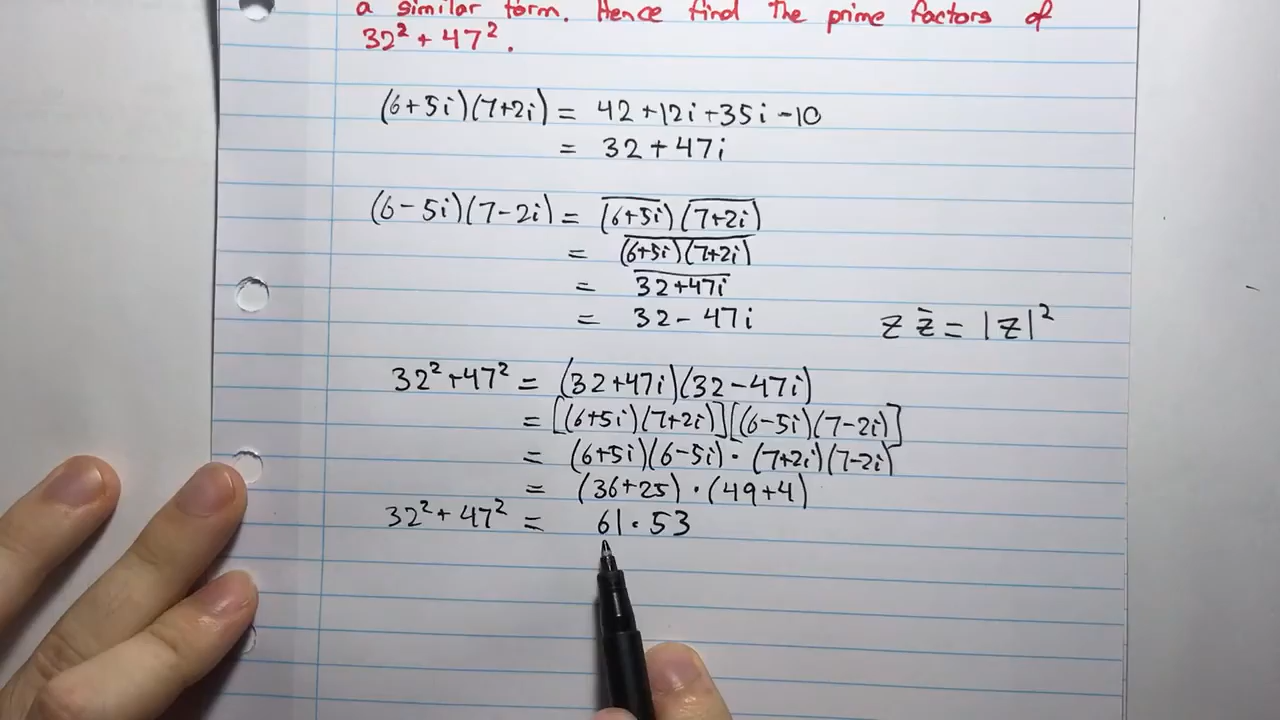 a similar form. Hence find the prime factors of
32² + 47².
(6+5i)(7+2i) = 42 +12i +35i -10
= 32 + 47i
(6-5i)(7-2i) = (6+5i)‾ (7+2i)‾
= (6+5i)(7+2i)‾
= 32+47i‾
= 32 - 47i
z z̄ = |z|²
32² +47² = (32+47i)(32-47i)
= [(6+5i)(7+2i)][(6-5i)(7-2i)]
= (6+5i)(6-5i) · (7+2i)(7-2i)
= (36+25) · (49+4)
32² + 47² = 61 · 53